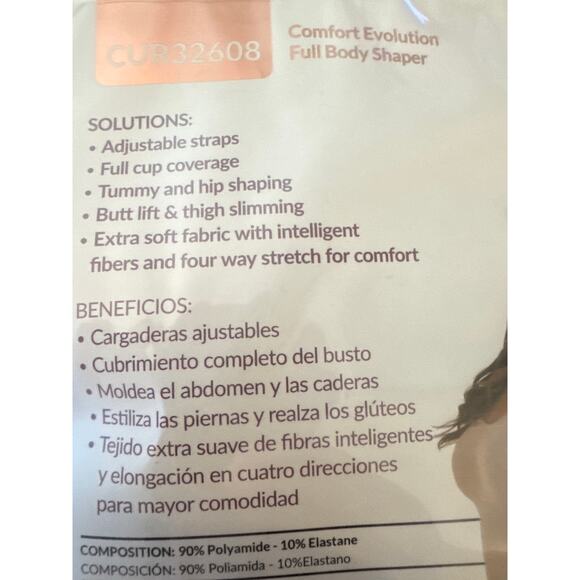 CUR32608
Comfort Evolution
Full Body Shaper
SOLUTIONS:
• Adjustable straps
• Full cup coverage
• Tummy and hip shaping
• Butt lift & thigh slimming
• Extra soft fabric with intelligent
fibers and four way stretch for comfort
BENEFICIOS:
• Cargaderas ajustables
• Cubrimiento completo del busto
• Moldea el abdomen y las caderas
• Estiliza las piernas y realza los glúteos
• Tejido extra suave de fibras inteligentes
y elongación en cuatro direcciones
para mayor comodidad
COMPOSITION: 90% Polyamide - 10% Elastane
COMPOSICIÓN: 90% Poliamida - 10%Elastano